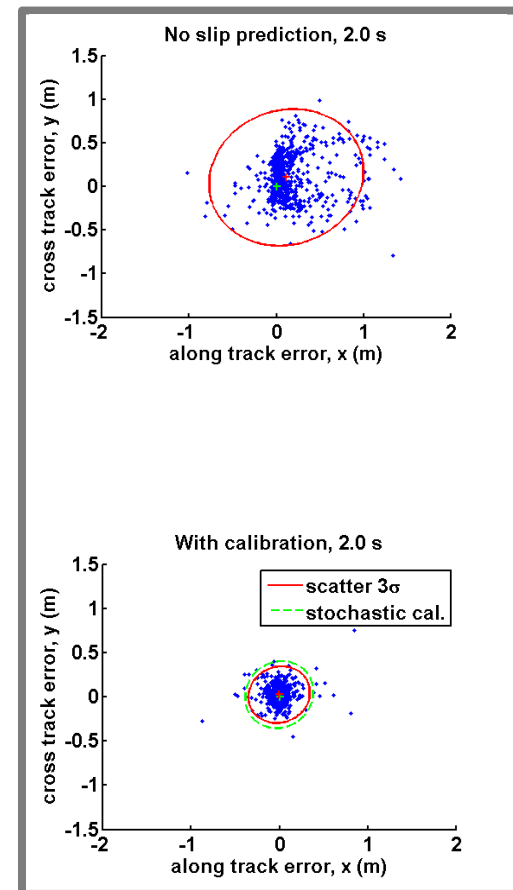 No slip prediction, 2.0 s
1.5
1
0.5
0
-0.5
-1
-1.5
cross track error, y (m)
-2 -1 0 1 2
along track error, x (m)
With calibration, 2.0 s
1.5
1
0.5
0
-0.5
-1
-1.5
cross track error, y (m)
scatter 3σ
stochastic cal.
-2 -1 0 1 2
along track error, x (m)